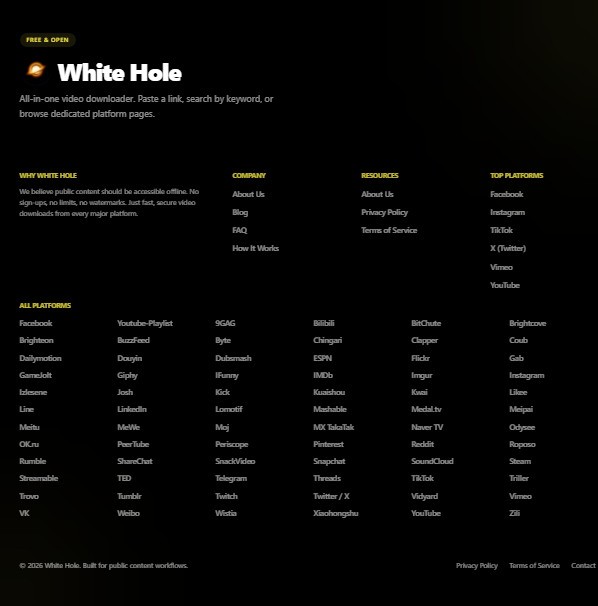 FREE & OPEN
White Hole
All-in-one video downloader. Paste a link, search by keyword, or
browse dedicated platform pages.
WHY WHITE HOLE
We believe public content should be accessible offline. No
sign-ups, no limits, no watermarks. Just fast, secure video
downloads from every major platform.
COMPANY
About Us
Blog
FAQ
How It Works
RESOURCES
About Us
Privacy Policy
Terms of Service
TOP PLATFORMS
Facebook
Instagram
TikTok
X (Twitter)
Vimeo
YouTube
ALL PLATFORMS
Facebook Youtube-Playlist 9GAG Bilibili BitChute Brightcove
Brighteon BuzzFeed Byte Chingari Clapper Coub
Dailymotion Douyin Dubsmash ESPN Flickr Gab
GameJolt Giphy IFunny IMDb Imgur Instagram
Izlesene Josh Kick Kuaishou Kwai Likee
Line LinkedIn Lomotif Mashable Medal.tv Meipai
Meitu MeWe Moj MX TakaTak Naver TV Odysee
OK.ru PeerTube Periscope Pinterest Reddit Roposo
Rumble ShareChat SnackVideo Snapchat SoundCloud Steam
Streamable TED Telegram Threads TikTok Triller
Trovo Tumblr Twitch Twitter / X Vidyard Vimeo
VK Weibo Wistia Xiaohongshu YouTube Zili
© 2026 White Hole. Built for public content workflows.
Privacy Policy Terms of Service Contact